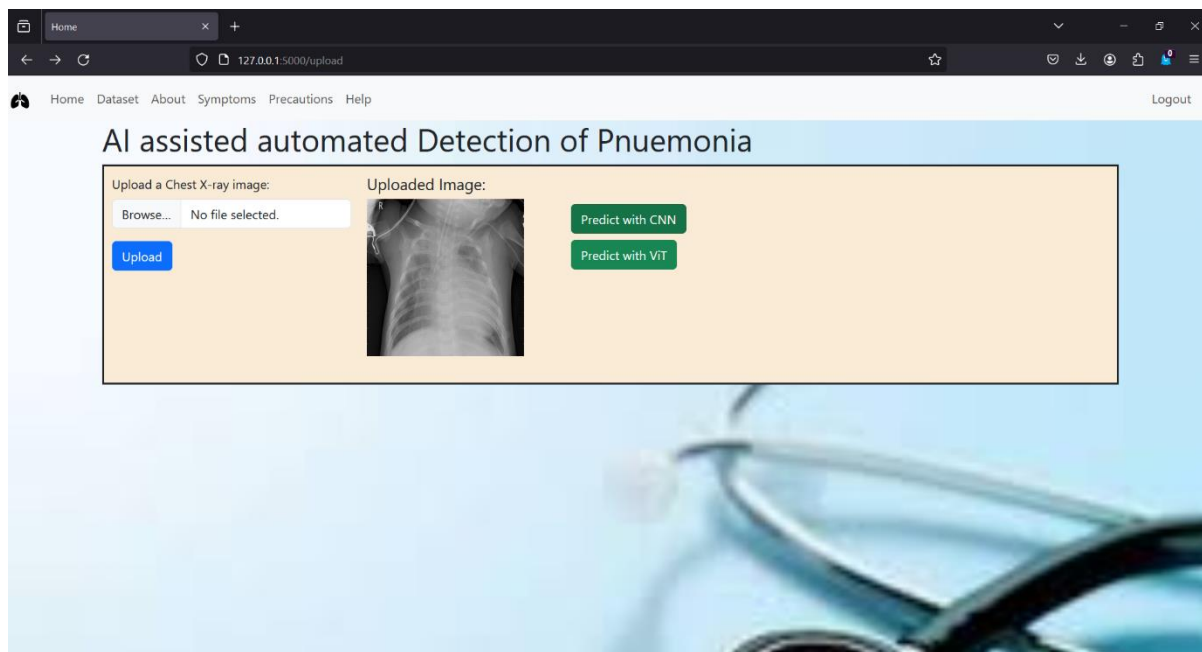 Home
127.0.0.1:5000/upload
0
Home Dataset About Symptoms Precautions Help Logout
AI assisted automated Detection of Pnuemonia
Upload a Chest X-ray image:
Browse... No file selected.
Upload
Uploaded Image:
R
Predict with CNN
Predict with ViT